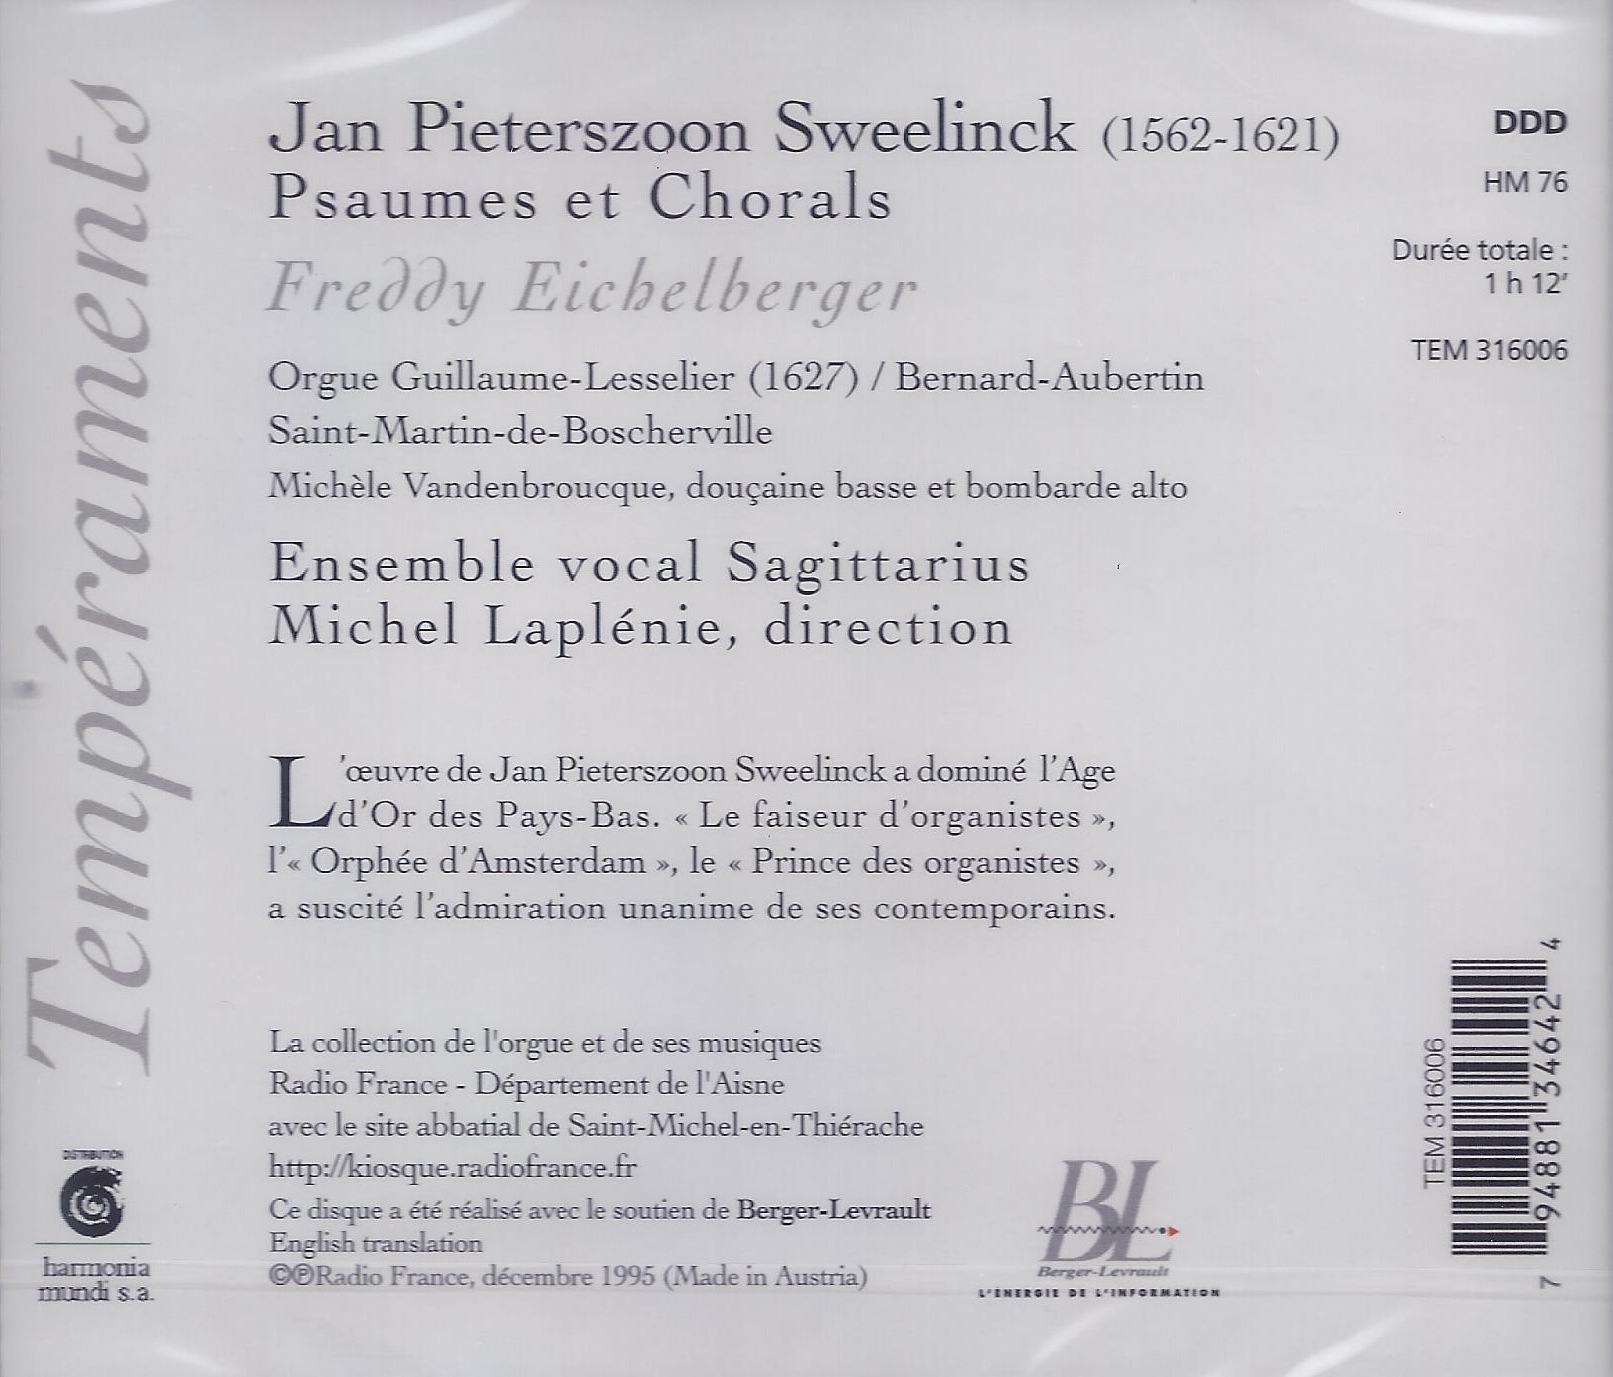 Tempéraments
Jan Pieterszoon Sweelinck (1562-1621)
Psaumes et Chorals
Freddy Eichelberger
Orgue Guillaume-Lesselier (1627) / Bernard-Aubertin
Saint-Martin-de-Boscherville
Michèle Vandenbroucque, douçaine basse et bombarde alto
Ensemble vocal Sagittarius
Michel Laplénie, direction
DDD
HM 76
Durée totale :
1 h 12’
TEM 316006
L’œuvre de Jan Pieterszoon Sweelinck a dominé l’Age
d’Or des Pays-Bas. « Le faiseur d’organistes »,
l’« Orphée d’Amsterdam », le « Prince des organistes »,
a suscité l’admiration unanime de ses contemporains.
La collection de l'orgue et de ses musiques
Radio France - Département de l'Aisne
avec le site abbatial de Saint-Michel-en-Thiérache
http://kiosque.radiofrance.fr
Ce disque a été réalisé avec le soutien de Berger-Levrault
English translation
©℗Radio France, décembre 1995 (Made in Austria)
DISTRIBUTION
harmonia
mundi s.a.
BL
Berger-Levrault
L'ÉNERGIE DE L'INFORMATION
TEM 316006
7 94881 34642 4